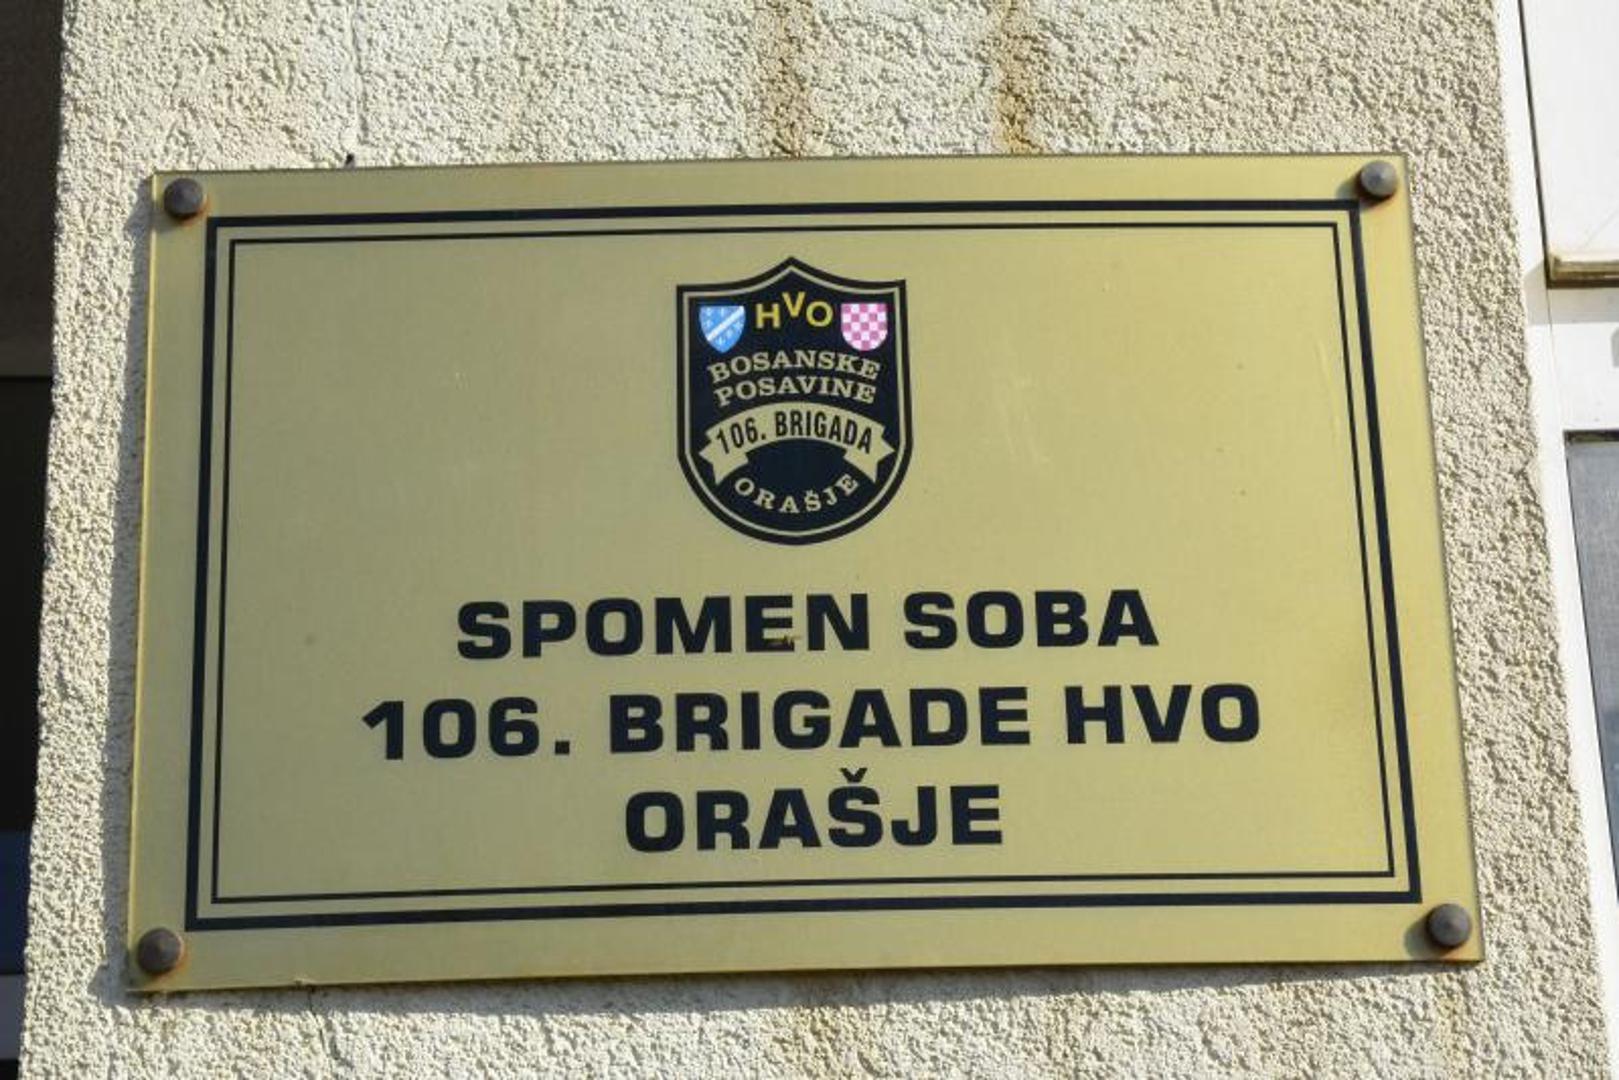 HVO
BOSANSKE
POSAVINE
106. BRIGADA
ORAŠJE
SPOMEN SOBA
106. BRIGADE HVO
ORAŠJE